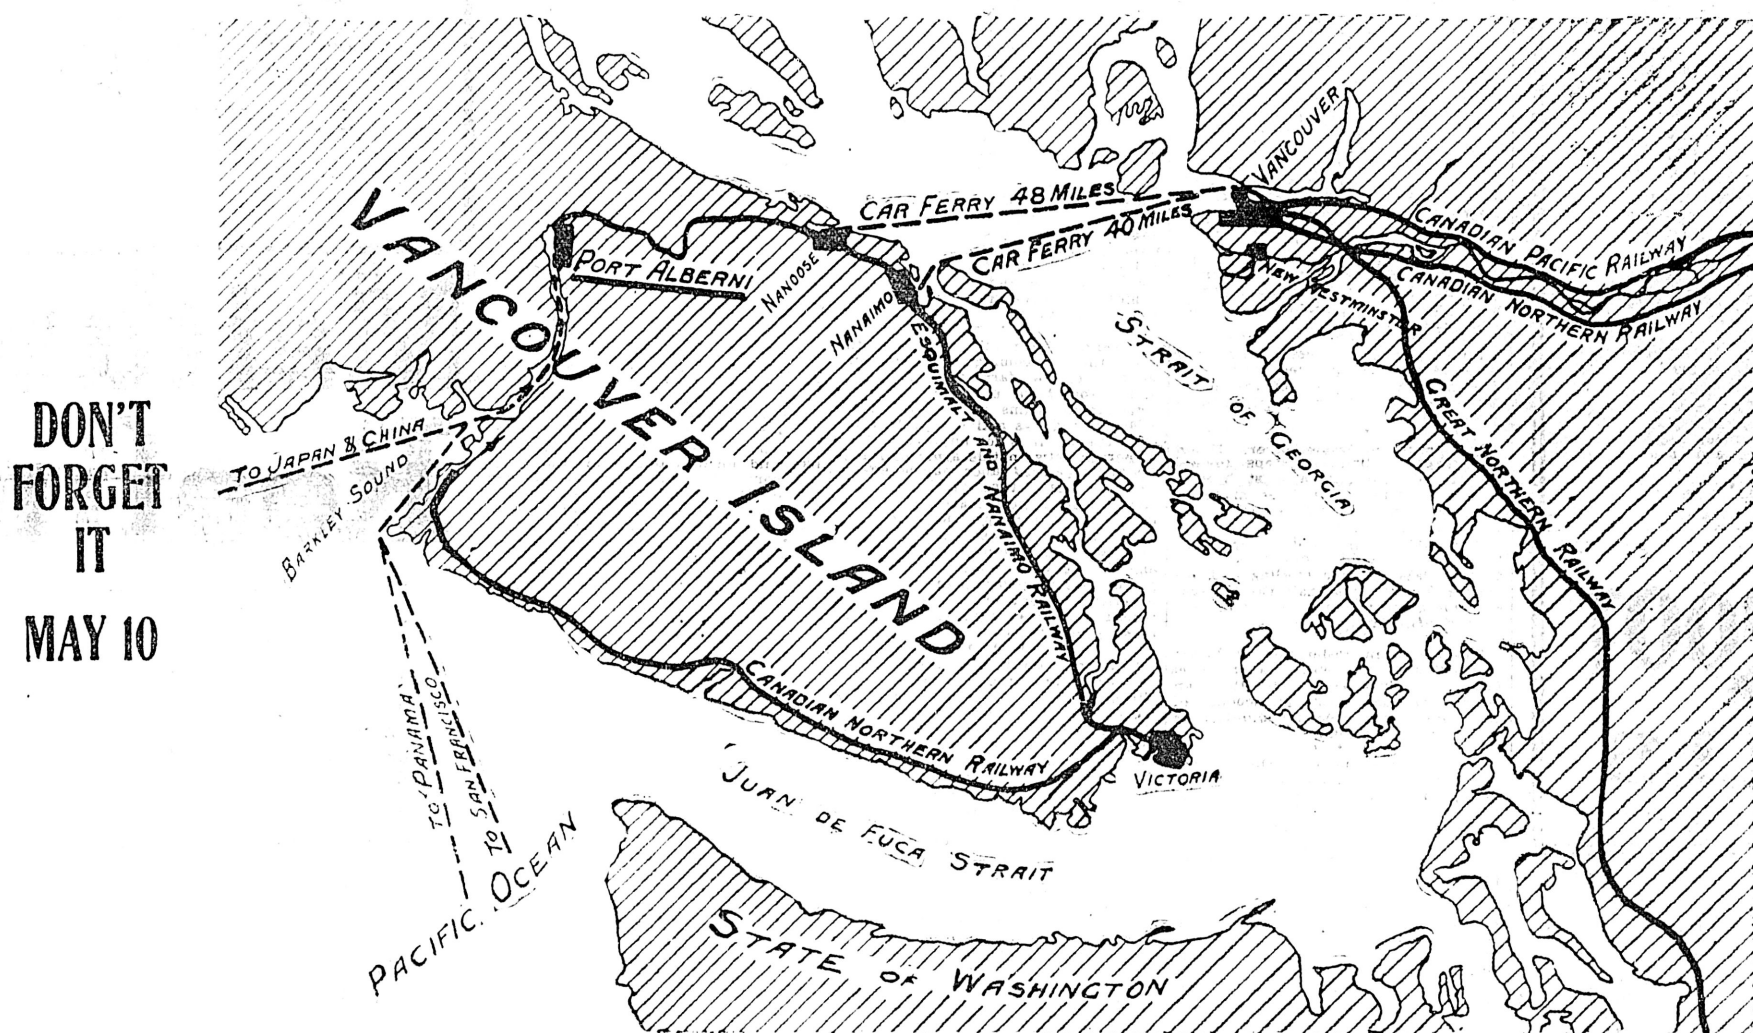 DON'T
FORGET
IT
MAY 10
VANCOUVER ISLAND
PORT ALBERNI
NANOOSE
NANAIMO
CAR FERRY 48 MILES
CAR FERRY 40 MILES
VANCOUVER
NEW WESTMINSTER
CANADIAN PACIFIC RAILWAY
CANADIAN NORTHERN RAILWAY
GREAT NORTHERN RAILWAY
STRAIT OF GEORGIA
ESQUIMALT AND NANAIMO RAILWAY
TO JAPAN & CHINA
BARKLEY SOUND
TO PANAMA
TO SAN FRANCISCO
PACIFIC OCEAN
CANADIAN NORTHERN RAILWAY
VICTORIA
JUAN DE FUCA STRAIT
STATE OF WASHINGTON